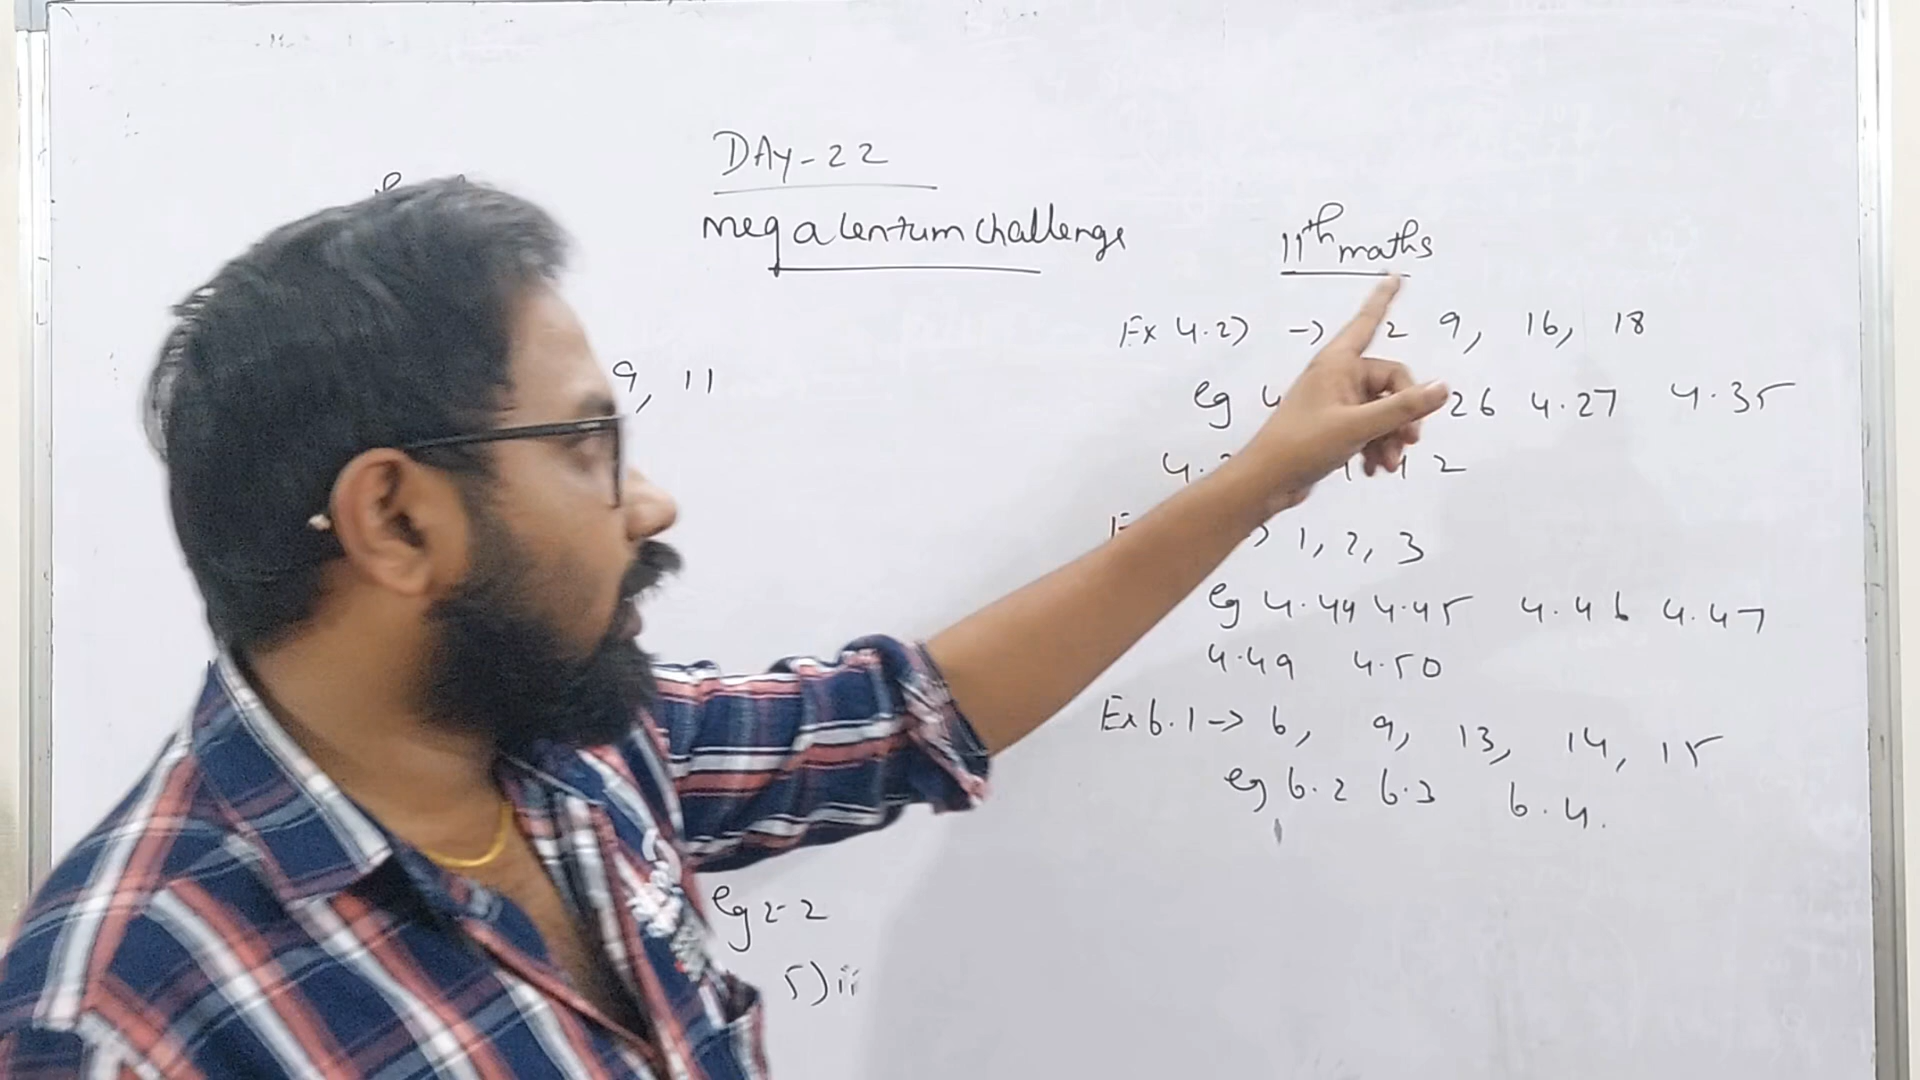 DAY-22
mega centum challenge
11th maths
9, 11
Ex 4.2) -> 2 9, 16, 18
eg 4. 26 4.27 4.35
4. 42
-> 1, 2, 3
eg 4.44 4.45 4.46 4.47
4.49 4.50
Ex 6.1 -> 6, 9, 13, 14, 15
eg 6.2 6.3 6.4.
eg 2-2
5) ii